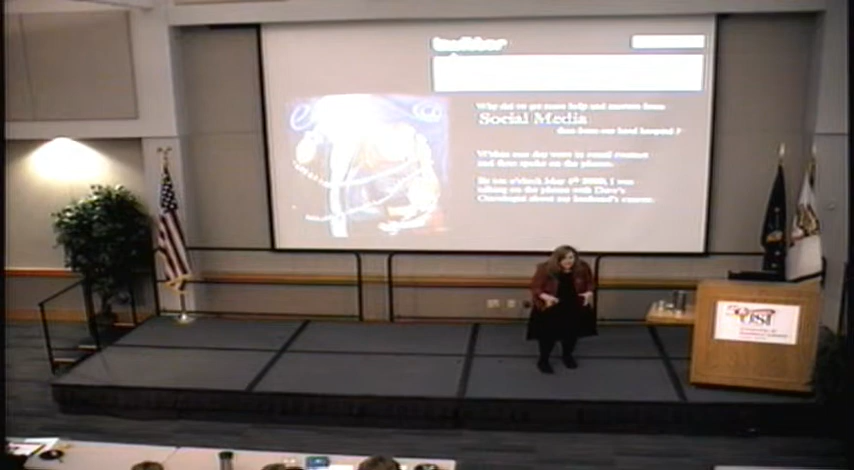 twitter
Why did we get more help and answers from
Social Media
than from our local hospital ?
Within one day were in email contact
and then spoke on the phone.
By ten o'clock May 4th I was
talking on the phone with Dave's
Oncologist about my husband's cancer.
USI